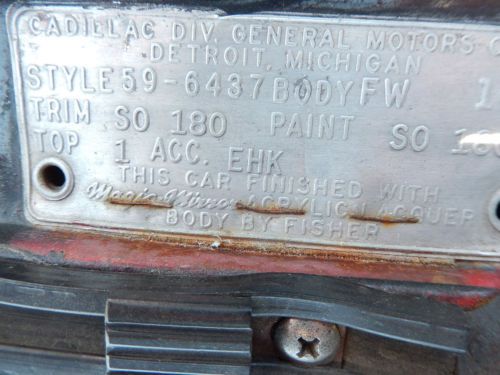 CADILLAC DIV. GENERAL MOTORS
DETROIT, MICHIGAN
STYLE 59-6437 BODY FW 1
TRIM SO 180 PAINT SO
TOP 1 ACC. EHK
THIS CAR FINISHED WITH
Magic-Mirror ACRYLIC LACQUER
BODY BY FISHER